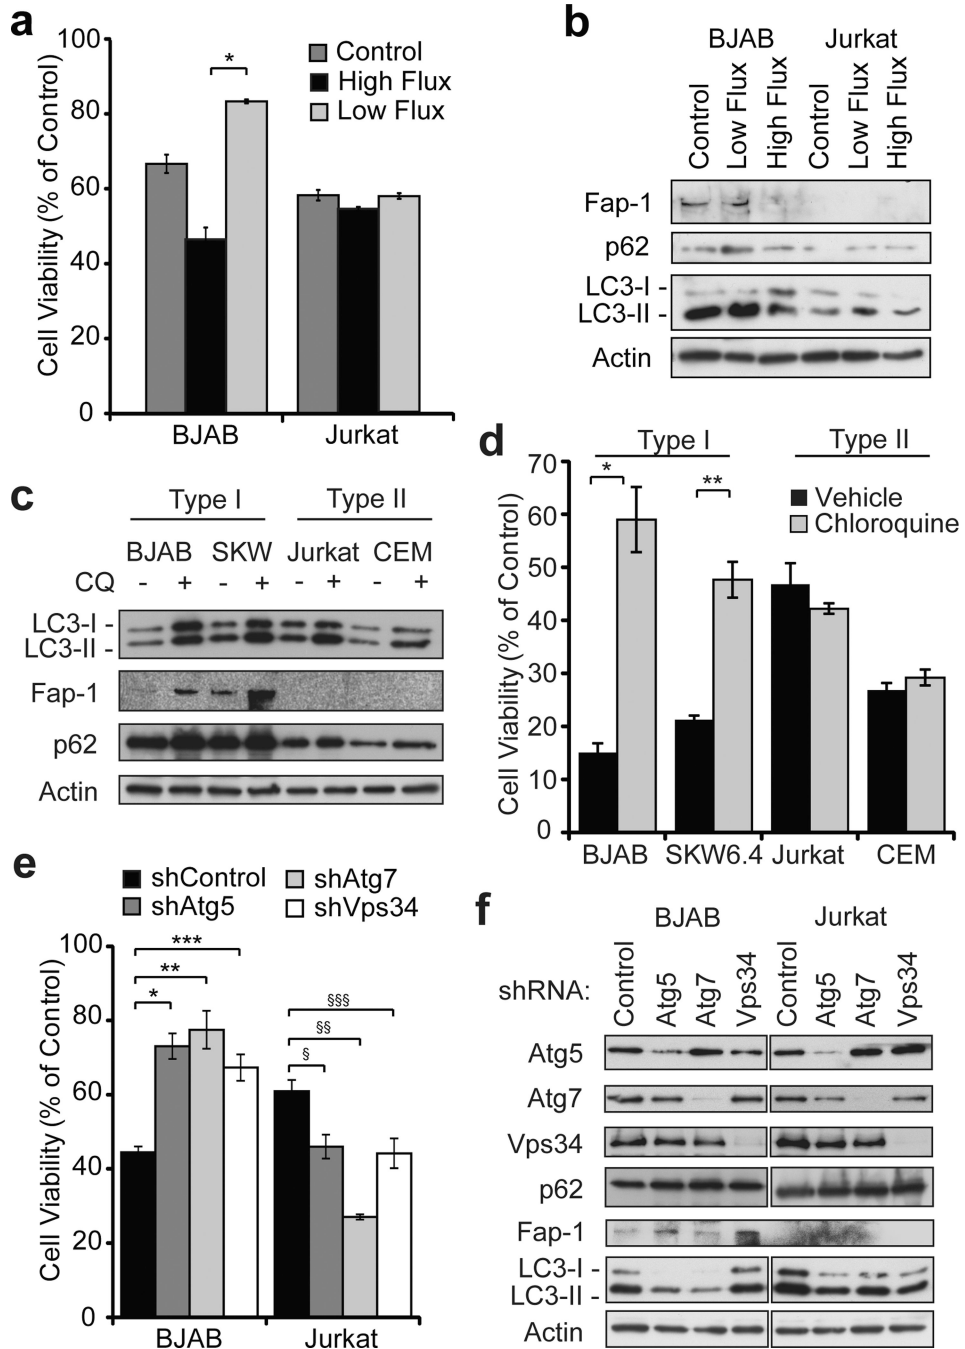 a
Cell Viability (% of Control)
100
80
60
40
20
0
*
Control
High Flux
Low Flux
BJAB
Jurkat
b
BJAB Jurkat
Control Low Flux High Flux Control Low Flux High Flux
Fap-1
p62
LC3-I -
LC3-II -
Actin
c
Type I Type II
BJAB SKW Jurkat CEM
CQ - + - + - + - +
LC3-I -
LC3-II -
Fap-1
p62
Actin
d
Type I Type II
Cell Viability (% of Control)
70
60
50
40
30
20
10
0
* **
Vehicle
Chloroquine
BJAB SKW6.4 Jurkat CEM
e
shControl shAtg7
shAtg5 shVps34
Cell Viability (% of Control)
100
80
60
40
20
0
***
**
*
§§§
§§
§
BJAB Jurkat
f
BJAB Jurkat
shRNA: Control Atg5 Atg7 Vps34 Control Atg5 Atg7 Vps34
Atg5
Atg7
Vps34
p62
Fap-1
LC3-I -
LC3-II -
Actin